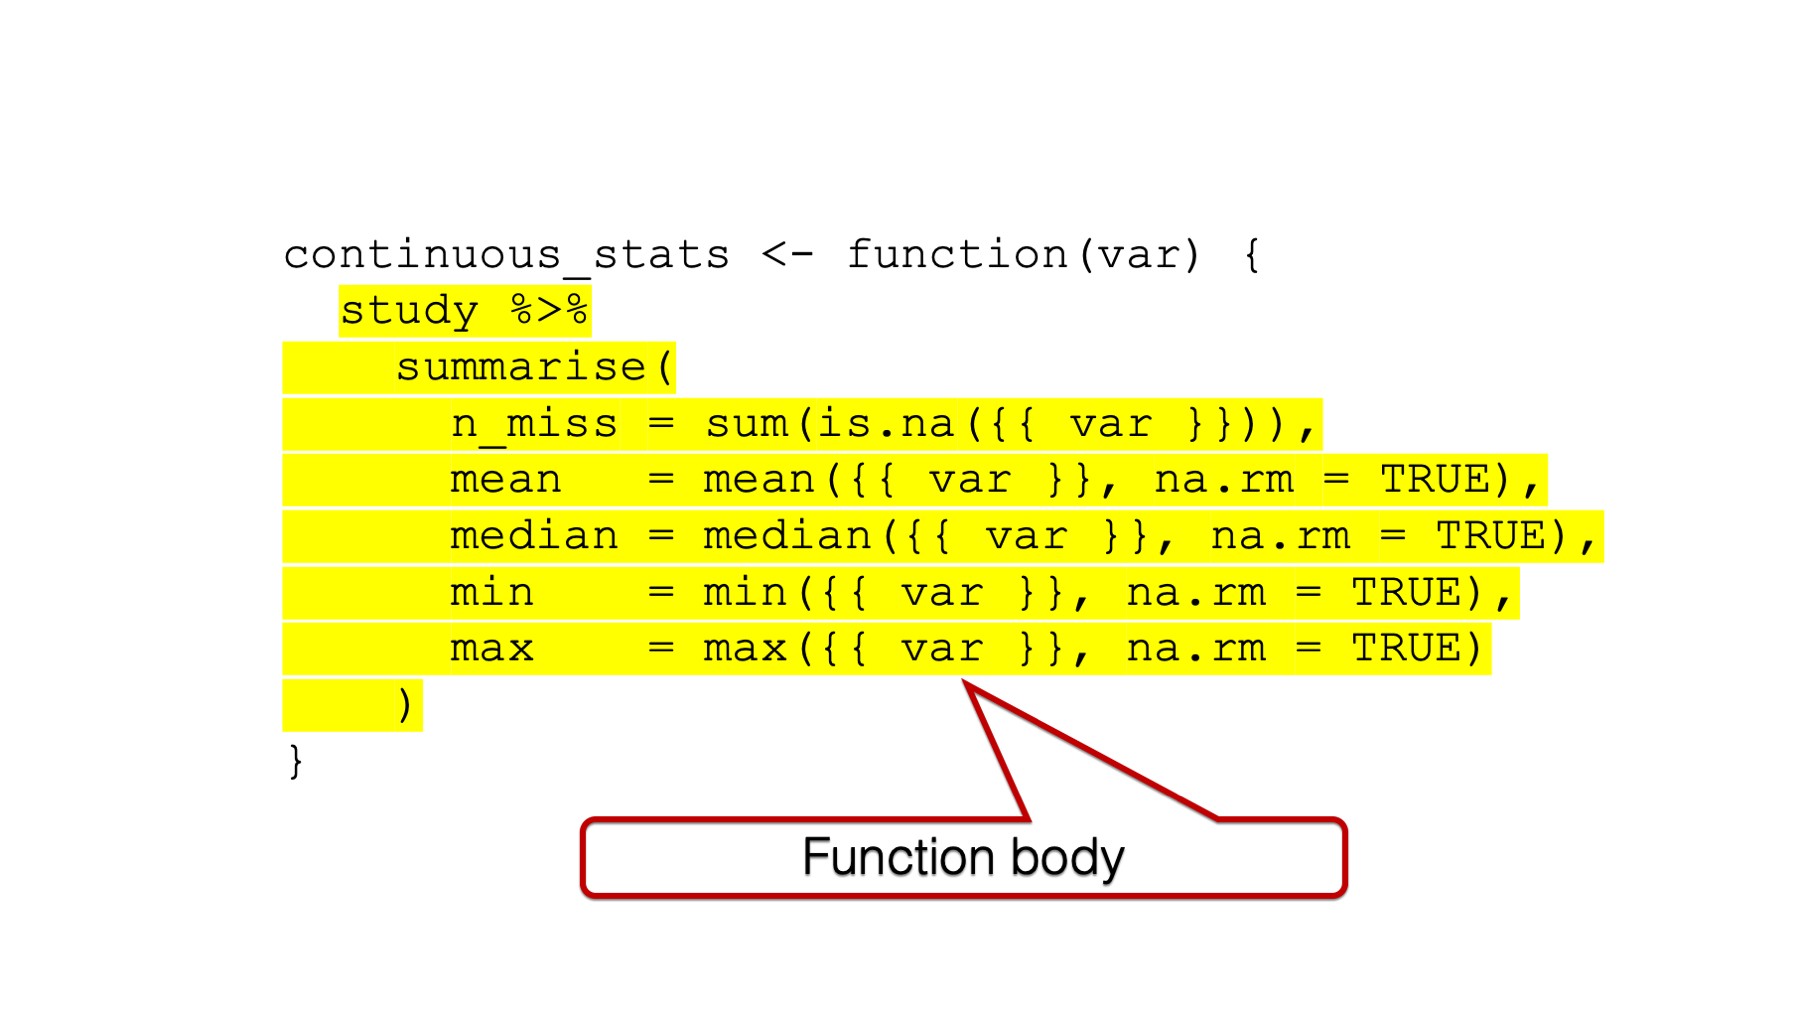 continuous_stats <- function(var) {
  study %>%
    summarise(
      n_miss = sum(is.na({{ var }})),
      mean   = mean({{ var }}, na.rm = TRUE),
      median = median({{ var }}, na.rm = TRUE),
      min    = min({{ var }}, na.rm = TRUE),
      max    = max({{ var }}, na.rm = TRUE)
    )
}
Function body